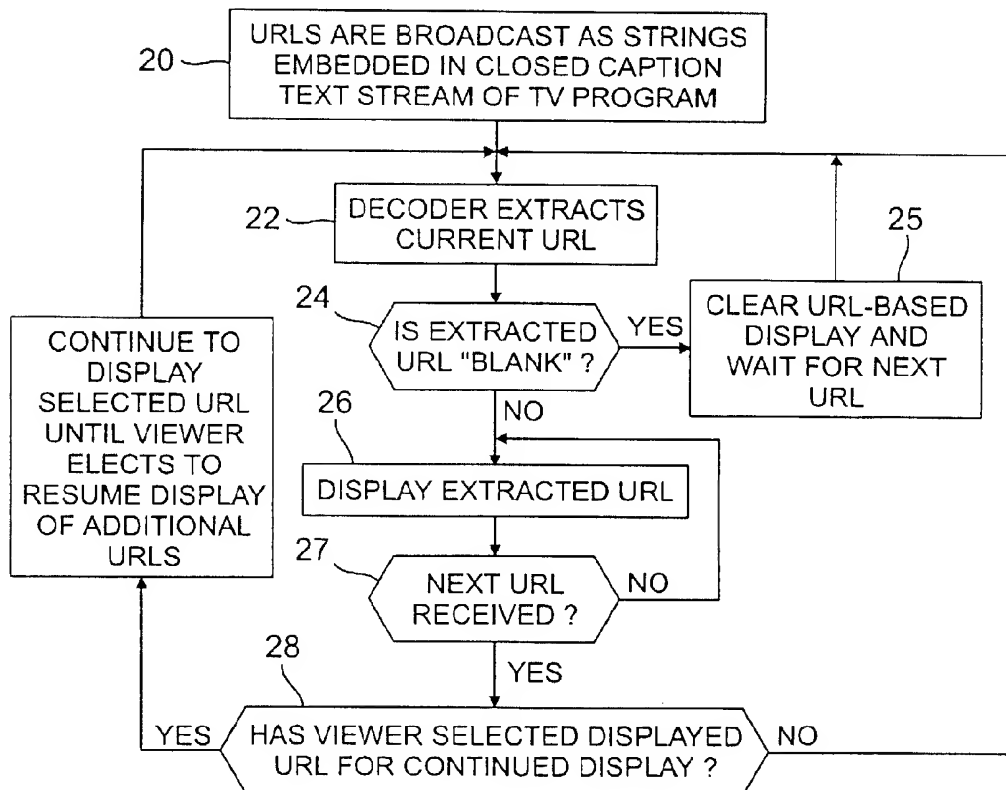 20
URLS ARE BROADCAST AS STRINGS
EMBEDDED IN CLOSED CAPTION
TEXT STREAM OF TV PROGRAM
22
DECODER EXTRACTS
CURRENT URL
24
IS EXTRACTED
URL "BLANK" ?
YES
25
CLEAR URL-BASED
DISPLAY AND
WAIT FOR NEXT
URL
NO
26
DISPLAY EXTRACTED URL
27
NEXT URL
RECEIVED ?
NO
YES
28
HAS VIEWER SELECTED DISPLAYED
URL FOR CONTINUED DISPLAY ?
YES
NO
CONTINUE TO
DISPLAY
SELECTED URL
UNTIL VIEWER
ELECTS TO
RESUME DISPLAY
OF ADDITIONAL
URLS